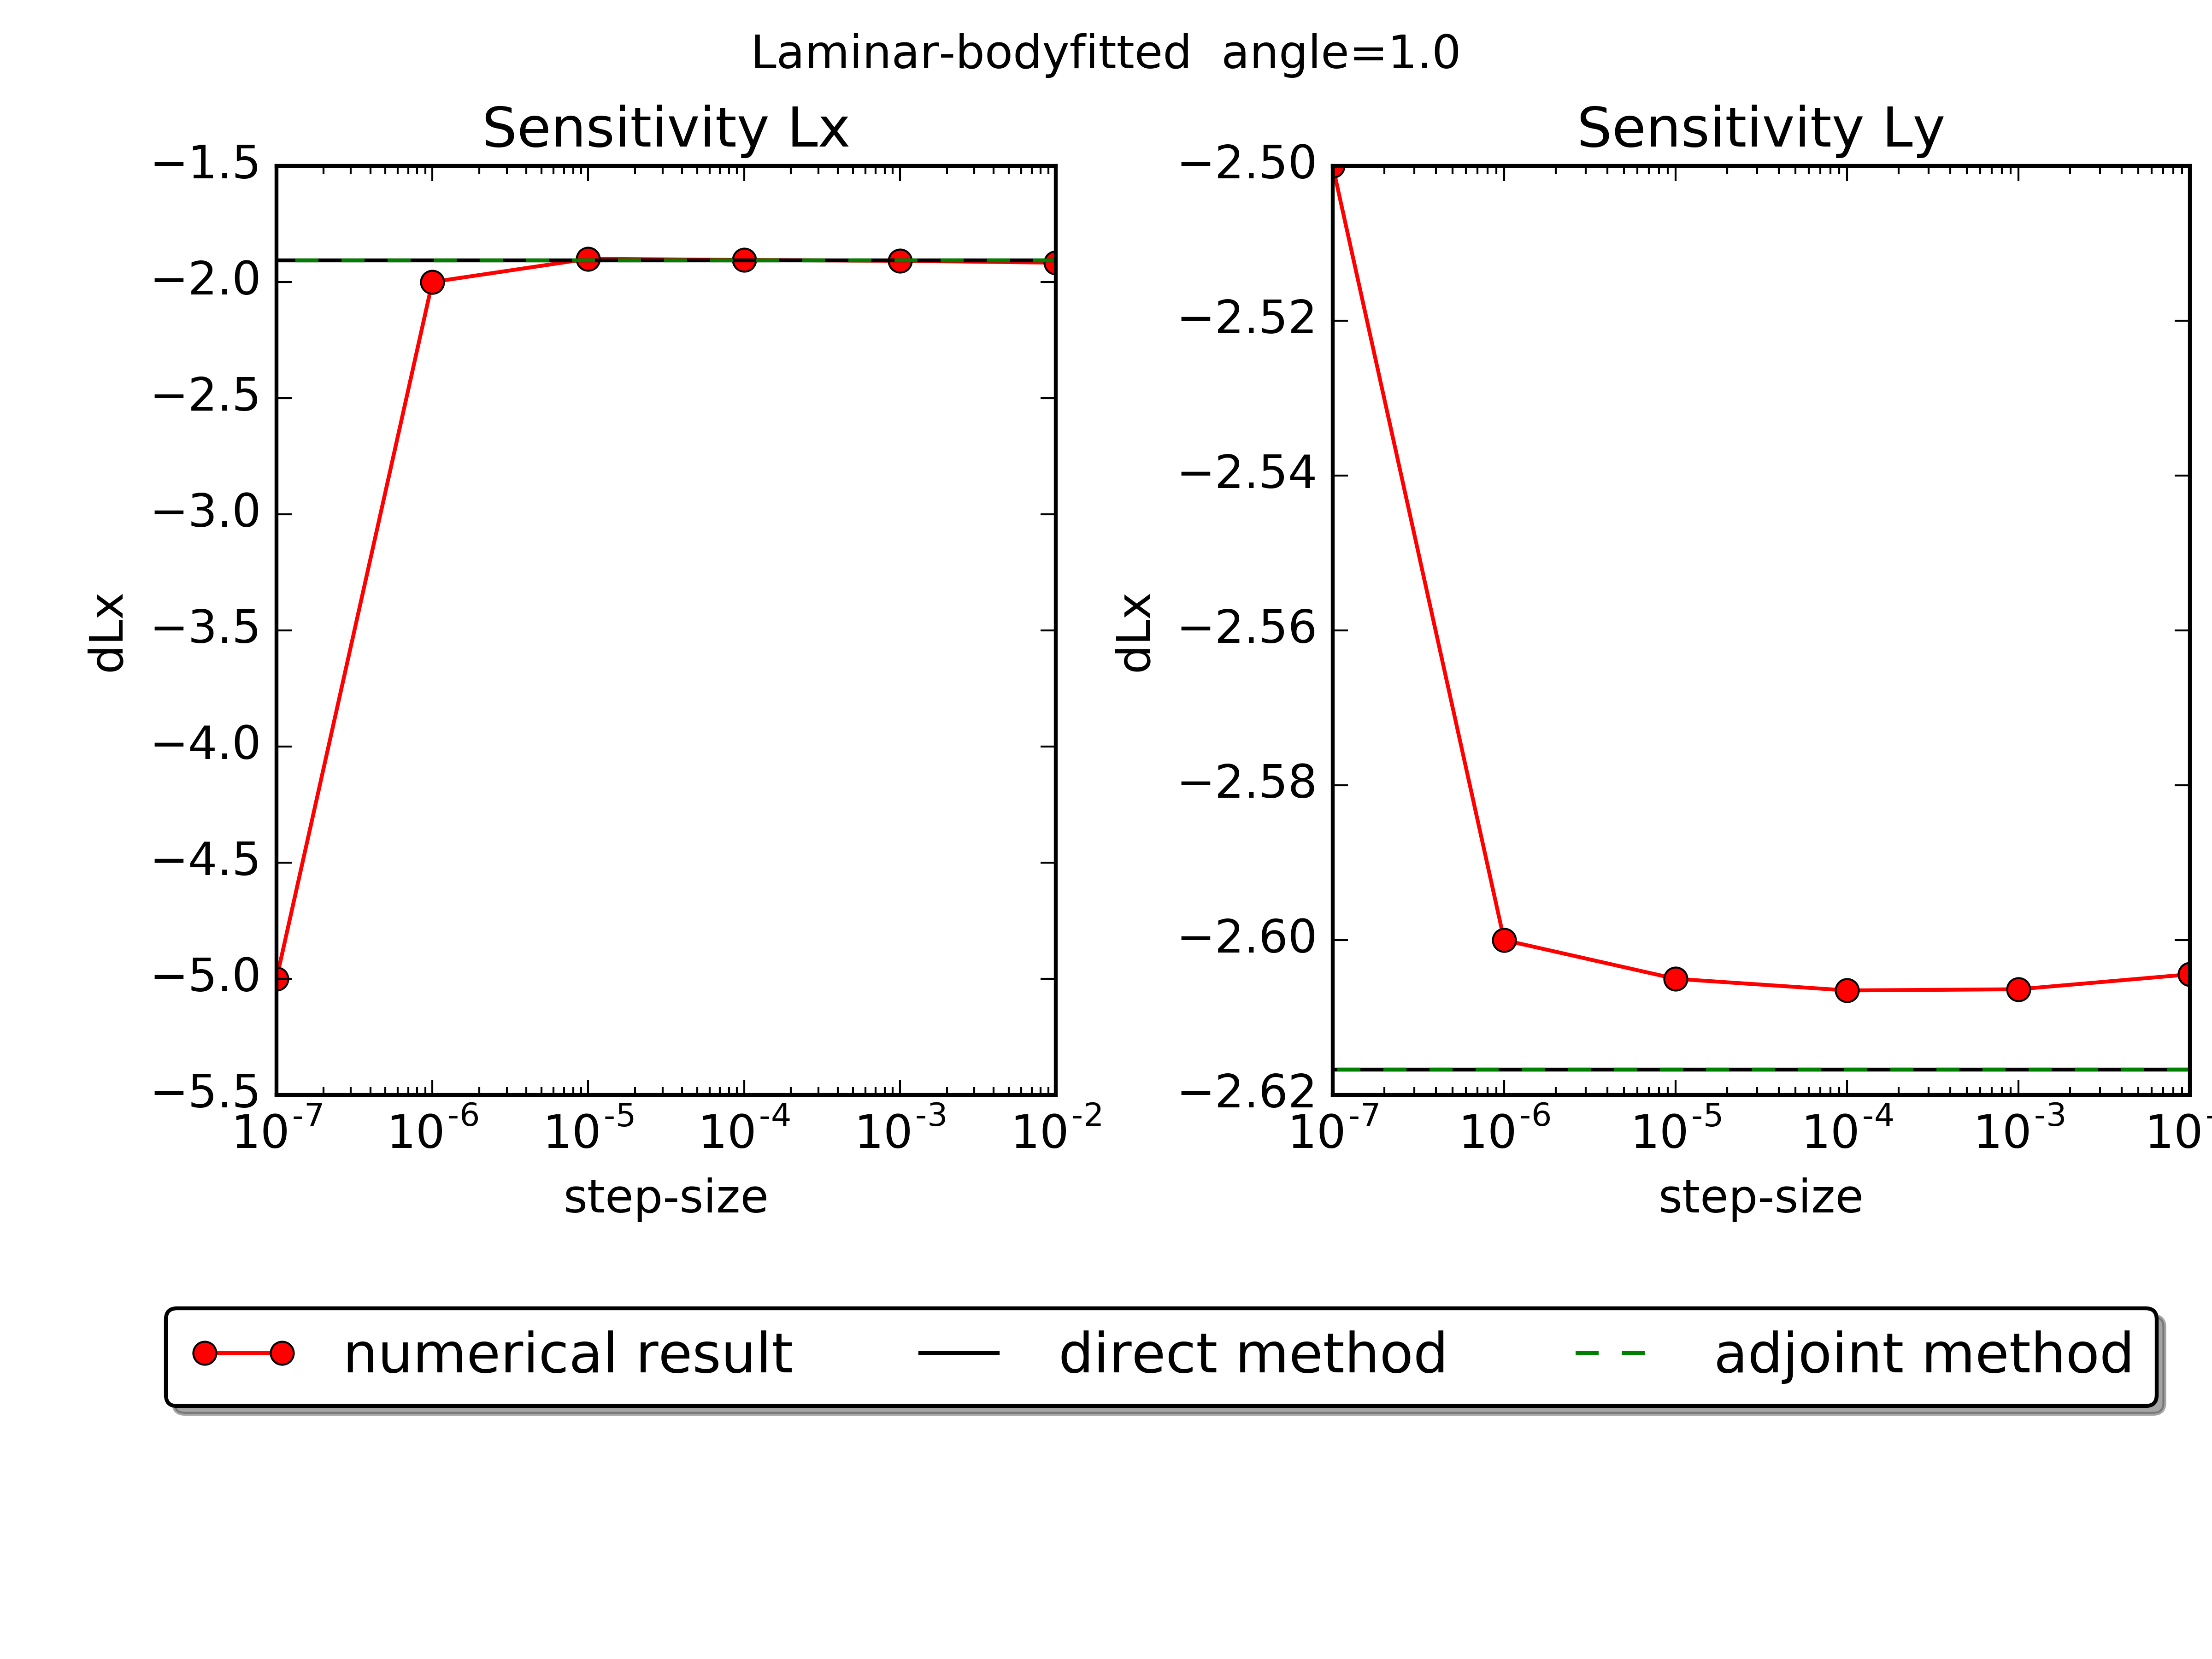 Laminar-bodyfitted angle=1.0
Sensitivity Lx
−1.5
−2.0
−2.5
−3.0
−3.5
−4.0
−4.5
−5.0
−5.5
dLx
10-7 10-6 10-5 10-4 10-3 10-2
step-size
Sensitivity Ly
−2.50
−2.52
−2.54
−2.56
−2.58
−2.60
−2.62
dLx
10-7 10-6 10-5 10-4 10-3 10-
step-size
numerical result direct method adjoint method